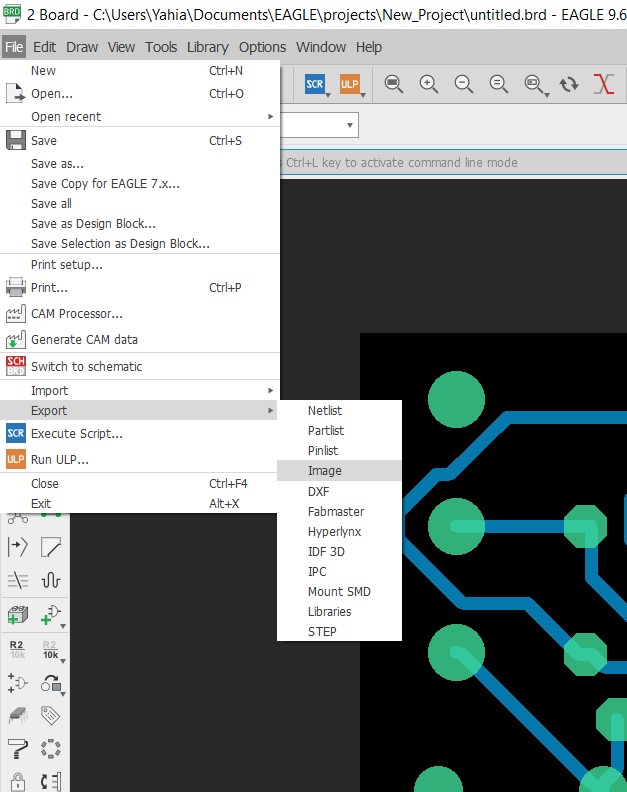 BRD
2 Board - C:\Users\Yahia\Documents\EAGLE\projects\New_Project\untitled.brd - EAGLE 9.6
File Edit Draw View Tools Library Options Window Help
New Ctrl+N
Open... Ctrl+O
SCR ULP
Open recent
Save Ctrl+S
Ctrl+L key to activate command line mode
Save as...
Save Copy for EAGLE 7.x...
Save all
Save as Design Block...
Save Selection as Design Block...
Print setup...
Print... Ctrl+P
CAM Processor...
Generate CAM data
SCH
BRD
Switch to schematic
Import
Export
SCR Execute Script...
ULP Run ULP...
Close Ctrl+F4
Exit Alt+X
Netlist
Partlist
Pinlist
Image
DXF
Fabmaster
Hyperlynx
IDF 3D
IPC
Mount SMD
Libraries
STEP
R2 R2
10k 10k